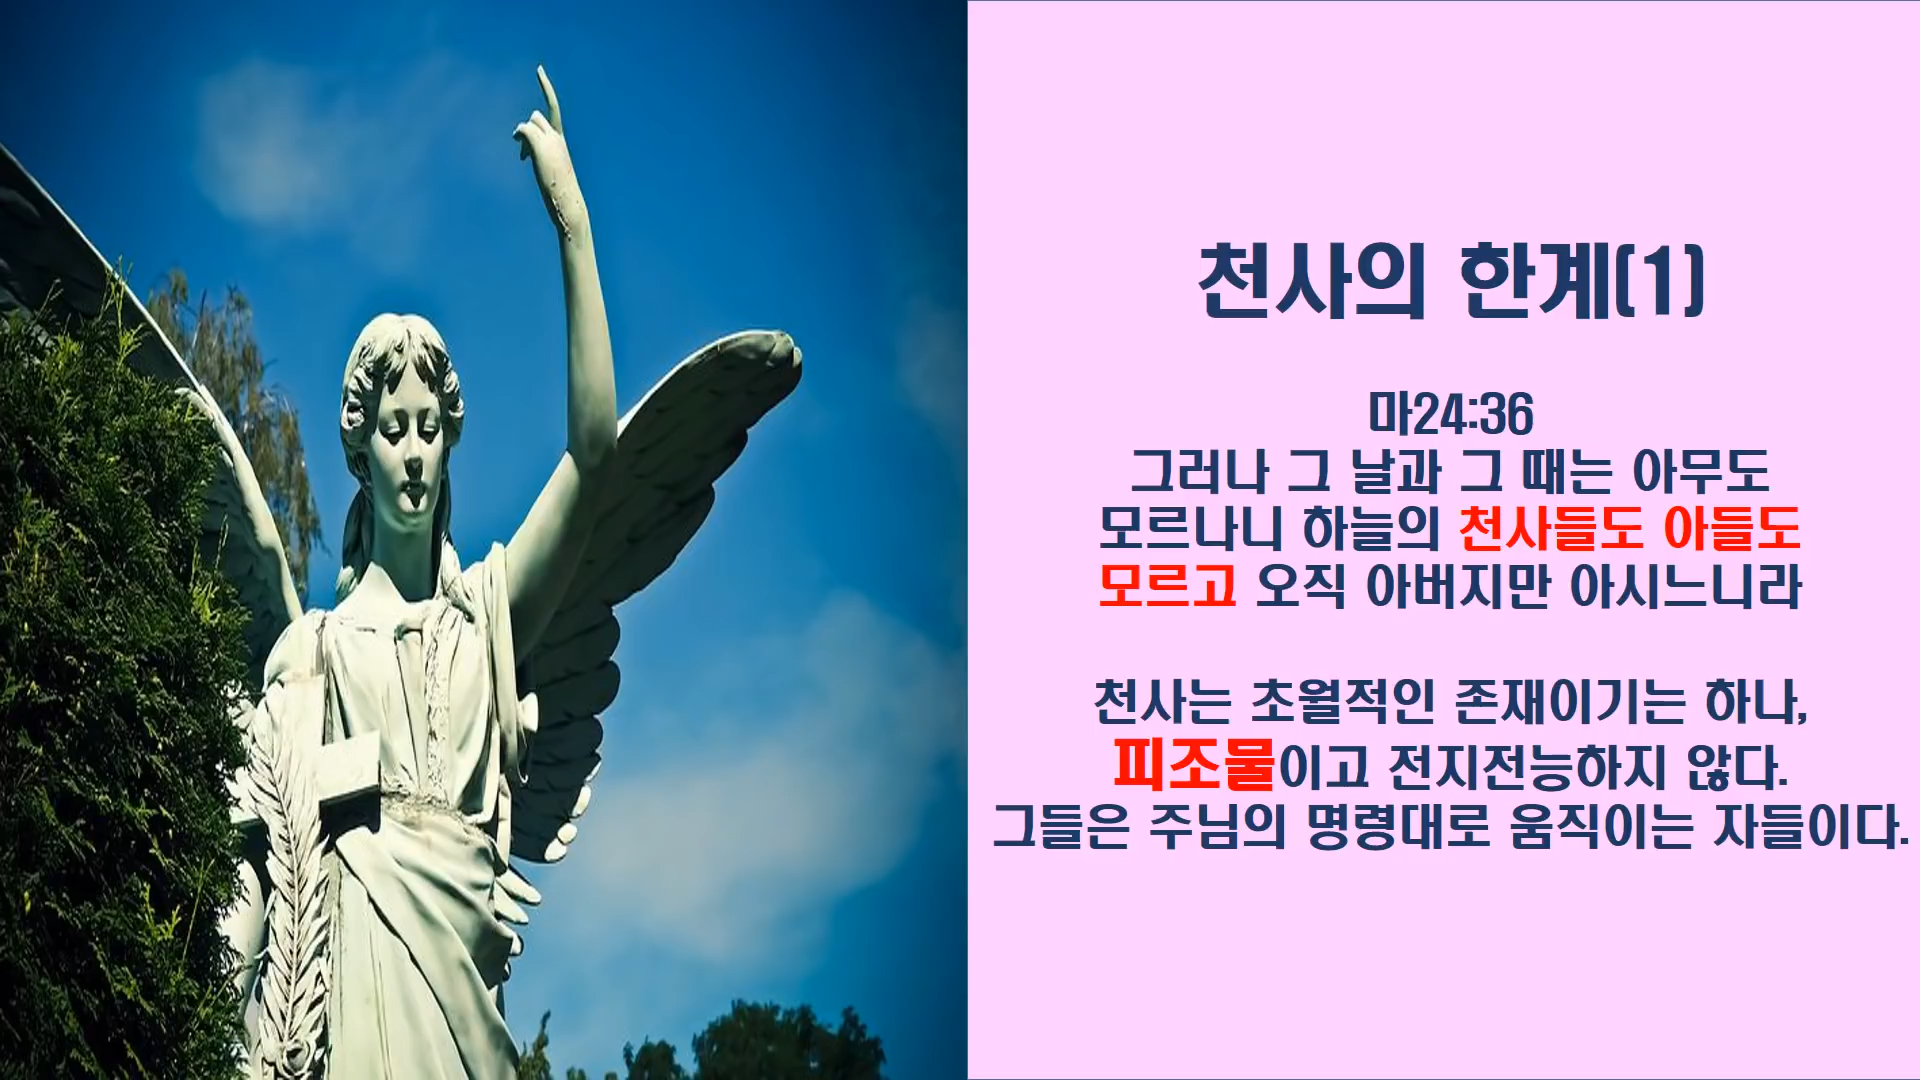 천사의 한계(1)
마24:36
그러나 그 날과 그 때는 아무도
모르나니 하늘의 천사들도 아들도
모르고 오직 아버지만 아시느니라
천사는 초월적인 존재이기는 하나,
피조물이고 전지전능하지 않다.
그들은 주님의 명령대로 움직이는 자들이다.